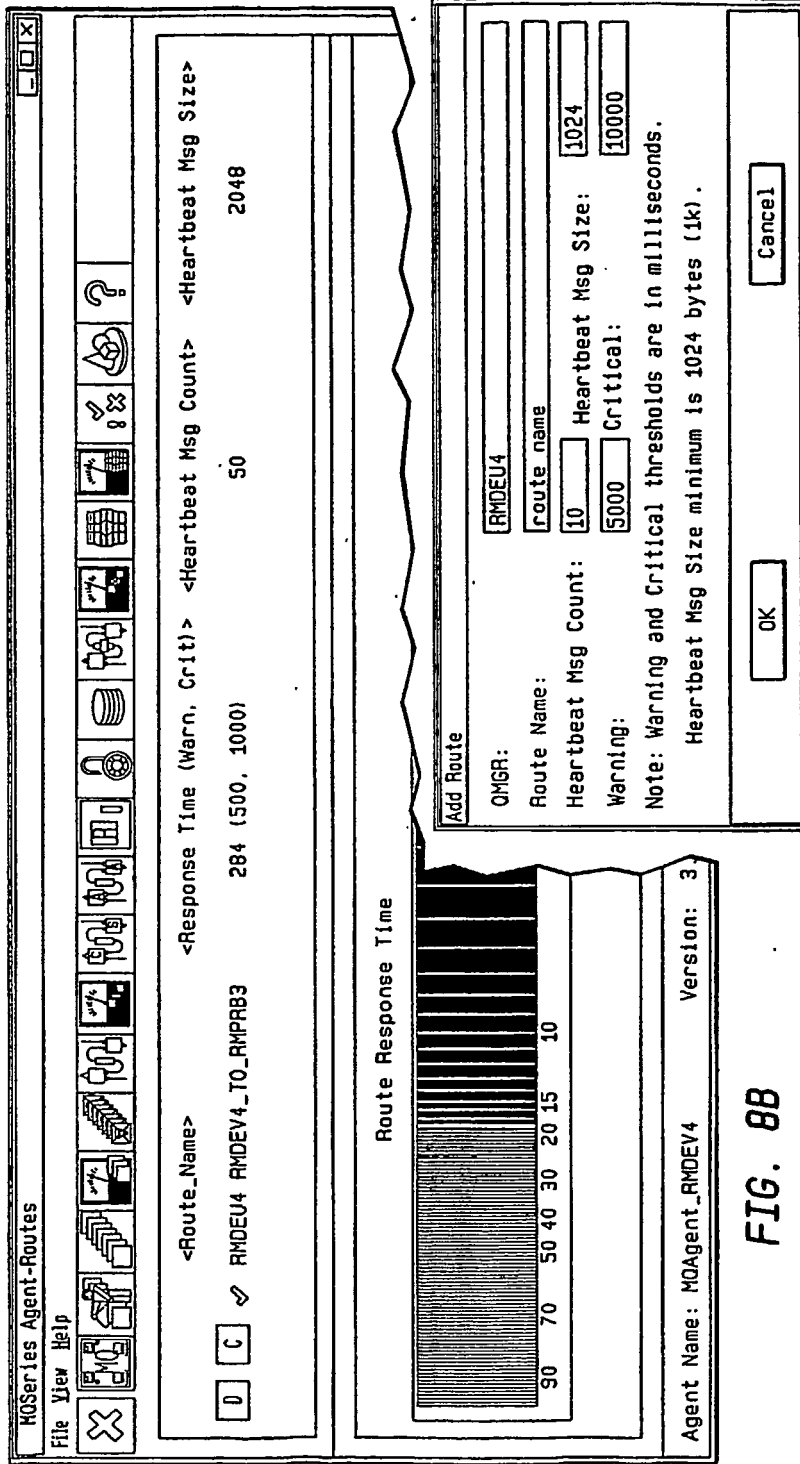 MQSeries Agent-Routes
File View Help
<Route_Name> <Response Time (Warn, Crit)> <Heartbeat Msg Count> <Heartbeat Msg Size>
D C RMDEU4 RMDEV4_TO_RMPRB3 284 (500, 1000) 50 2048
Route Response Time
90 70 50 40 30 20 15 10
Agent Name: MQAgent_RMDEV4 Version: 3.
Add Route
QMGR: RMDEU4
Route Name: route name
Heartbeat Msg Count: 10 Heartbeat Msg Size: 1024
Warning: 5000 Critical: 10000
Note: Warning and Critical thresholds are in milliseconds.
Heartbeat Msg Size minimum is 1024 bytes (1k).
OK Cancel
FIG. 8B